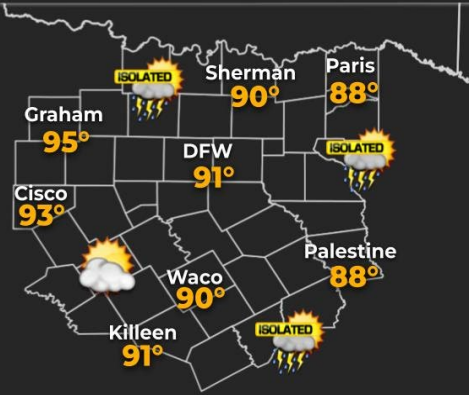 ISOLATED
Sherman
90°
Paris
88°
Graham
95°
ISOLATED
DFW
91°
Cisco
93°
Palestine
88°
Waco
90°
Killeen
91°
ISOLATED